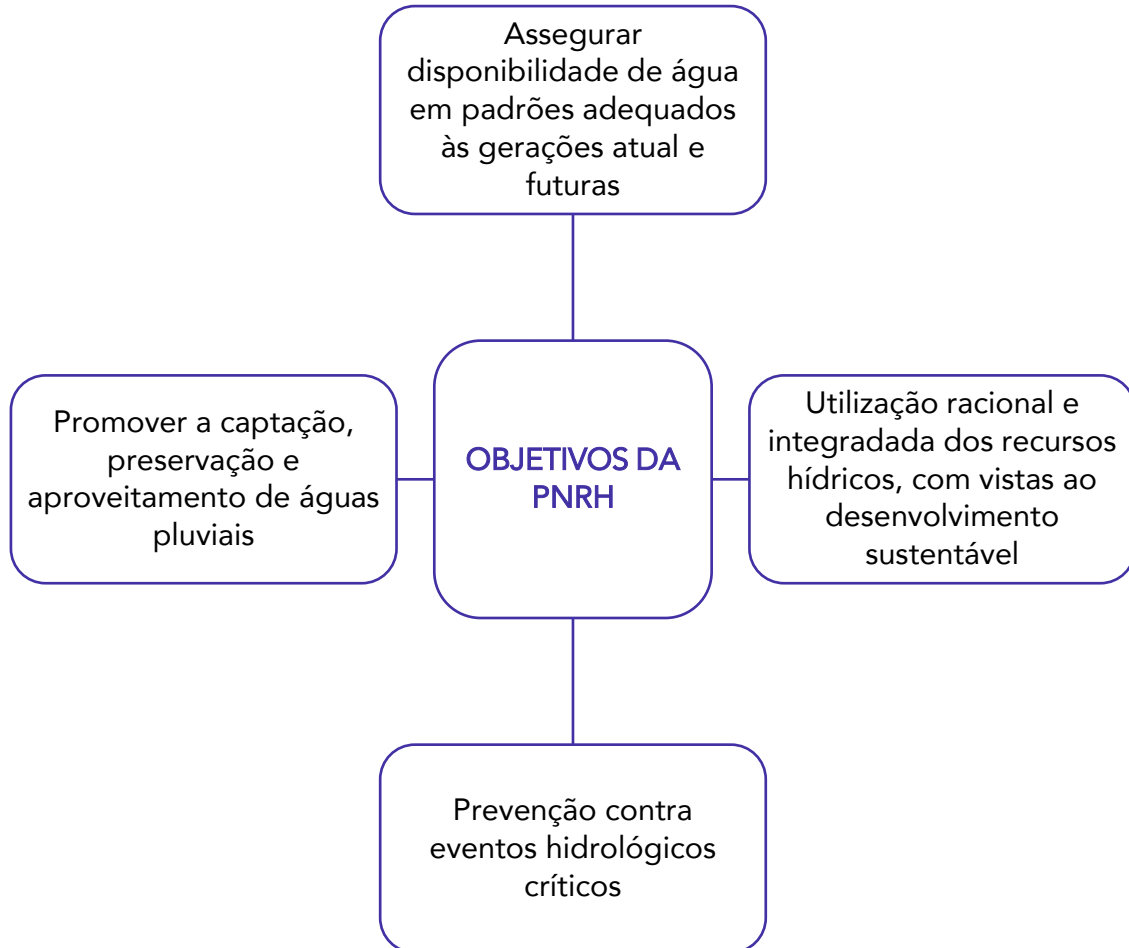 Assegurar
disponibilidade de água
em padrões adequados
às gerações atual e
futuras
Promover a captação,
preservação e
aproveitamento de águas
pluviais
OBJETIVOS DA
PNRH
Utilização racional e
integradada dos recursos
hídricos, com vistas ao
desenvolvimento
sustentável
Prevenção contra
eventos hidrológicos
críticos